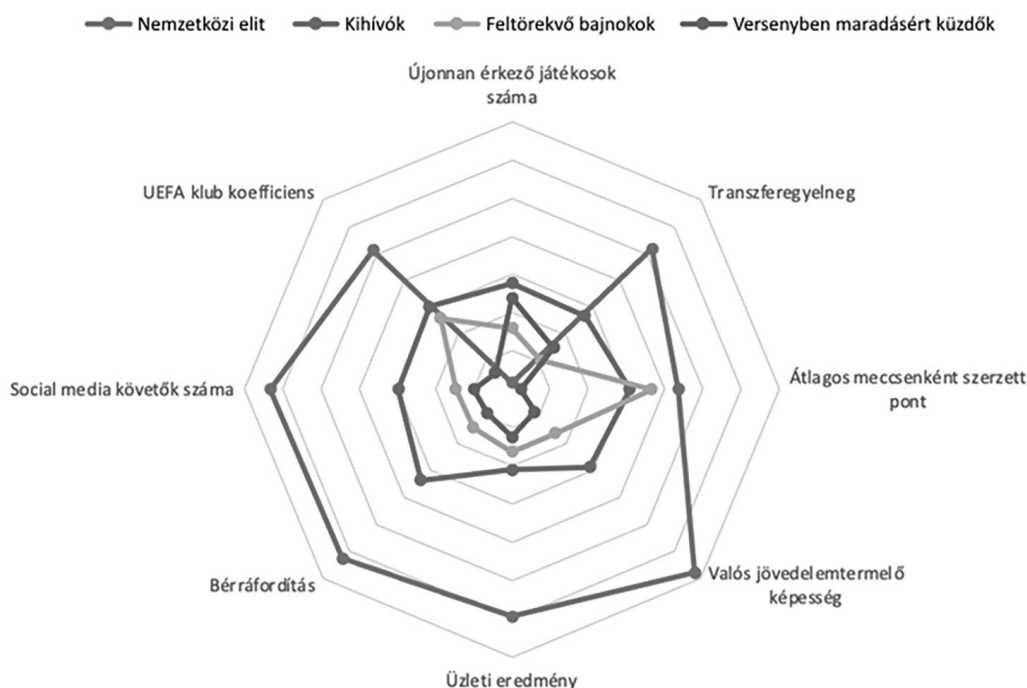 Nemzetközi elit Kihívók Feltörekvő bajnokok Versenyben maradásért küzdők
Újonnan érkező játékosok
száma
UEFA klub koefficiens
Transzferegyelneg
Social media követők száma
Átlagos meccsenként szerzett
pont
Bérráfordítás
Valós jövedelemtermelő
képesség
Üzleti eredmény